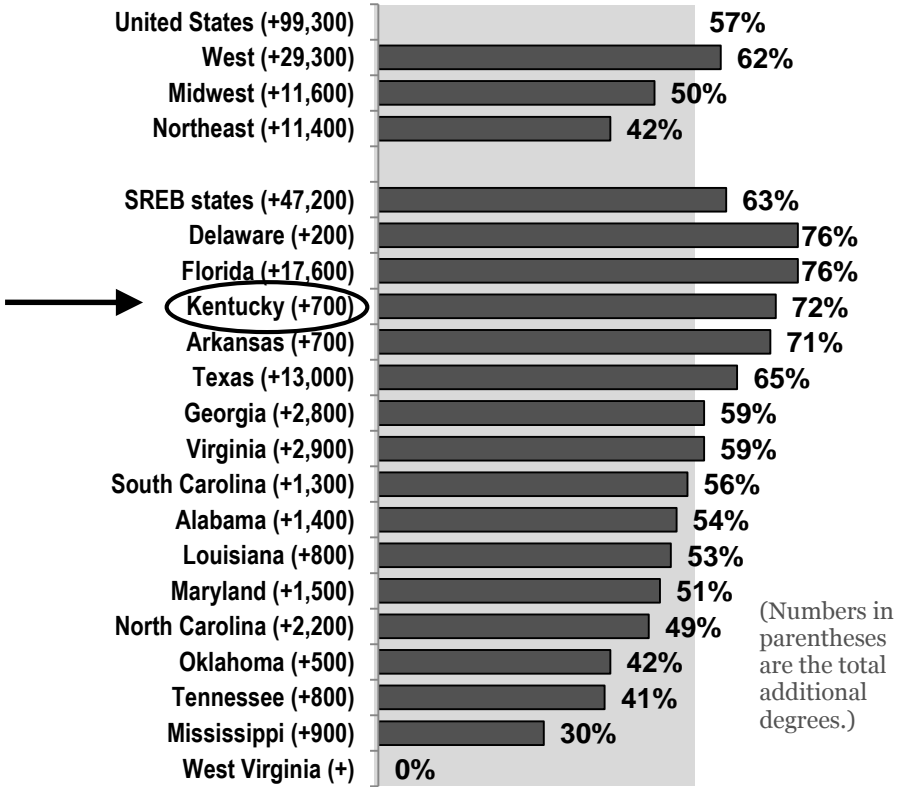 United States (+99,300) 57%
West (+29,300) 62%
Midwest (+11,600) 50%
Northeast (+11,400) 42%
SREB states (+47,200) 63%
Delaware (+200) 76%
Florida (+17,600) 76%
Kentucky (+700) 72%
Arkansas (+700) 71%
Texas (+13,000) 65%
Georgia (+2,800) 59%
Virginia (+2,900) 59%
South Carolina (+1,300) 56%
Alabama (+1,400) 54%
Louisiana (+800) 53%
Maryland (+1,500) 51%
North Carolina (+2,200) 49%
Oklahoma (+500) 42%
Tennessee (+800) 41%
Mississippi (+900) 30%
West Virginia (+) 0%
(Numbers in
parentheses
are the total
additional
degrees.)